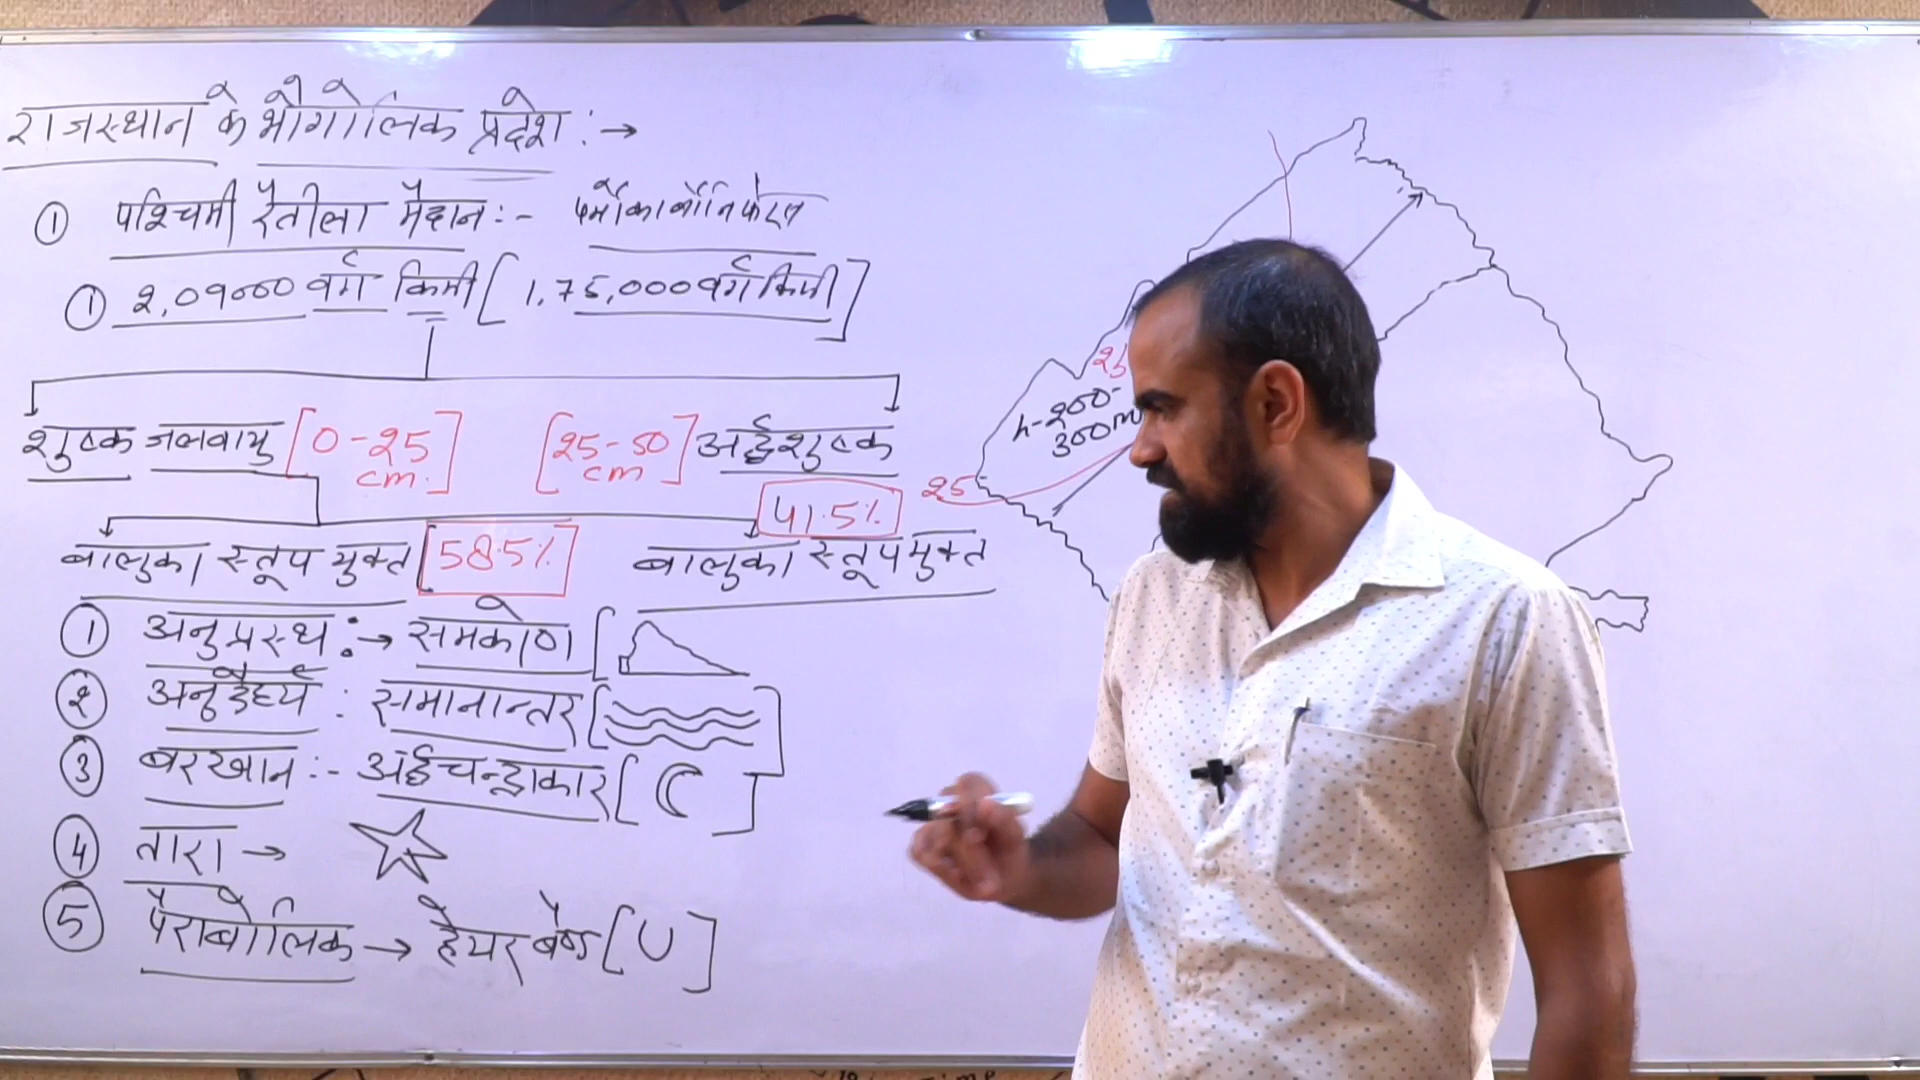 राजस्थान के भौगोलिक प्रदेश :→
① पश्चिमी रेतीला मैदान :- पर्मोकार्बोनिफेरस
① 2,09000 वर्ग किमी [ 1,75,000 वर्ग किमी ]
शुष्क जलवायु [ 0-25 cm. ] [ 25-50 cm ] अर्द्धशुष्क
बालुका स्तूप युक्त [58.5%] बालुका स्तूप मुक्त 41.5%
① अनुप्रस्थ :→ समकोण
② अनुदैर्ध्य : समानान्तर
③ बरखान :- अर्द्धचन्द्राकार
④ तारा →
⑤ पैराबोलिक → हेयर बैण्ड [ U ]
25
h-200-
300m
25